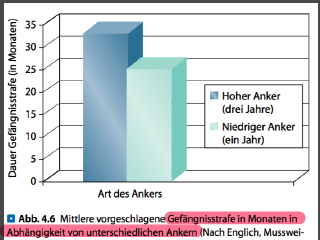 Dauer Gefängnisstrafe (in Monaten)
35
30
25
20
15
10
5
0
Hoher Anker
(drei Jahre)
Niedriger Anker
(ein Jahr)
Art des Ankers
Abb. 4.6 Mittlere vorgeschlagene Gefängnisstrafe in Monaten in
Abhängigkeit von unterschiedlichen Ankern (Nach Englich, Musswei-